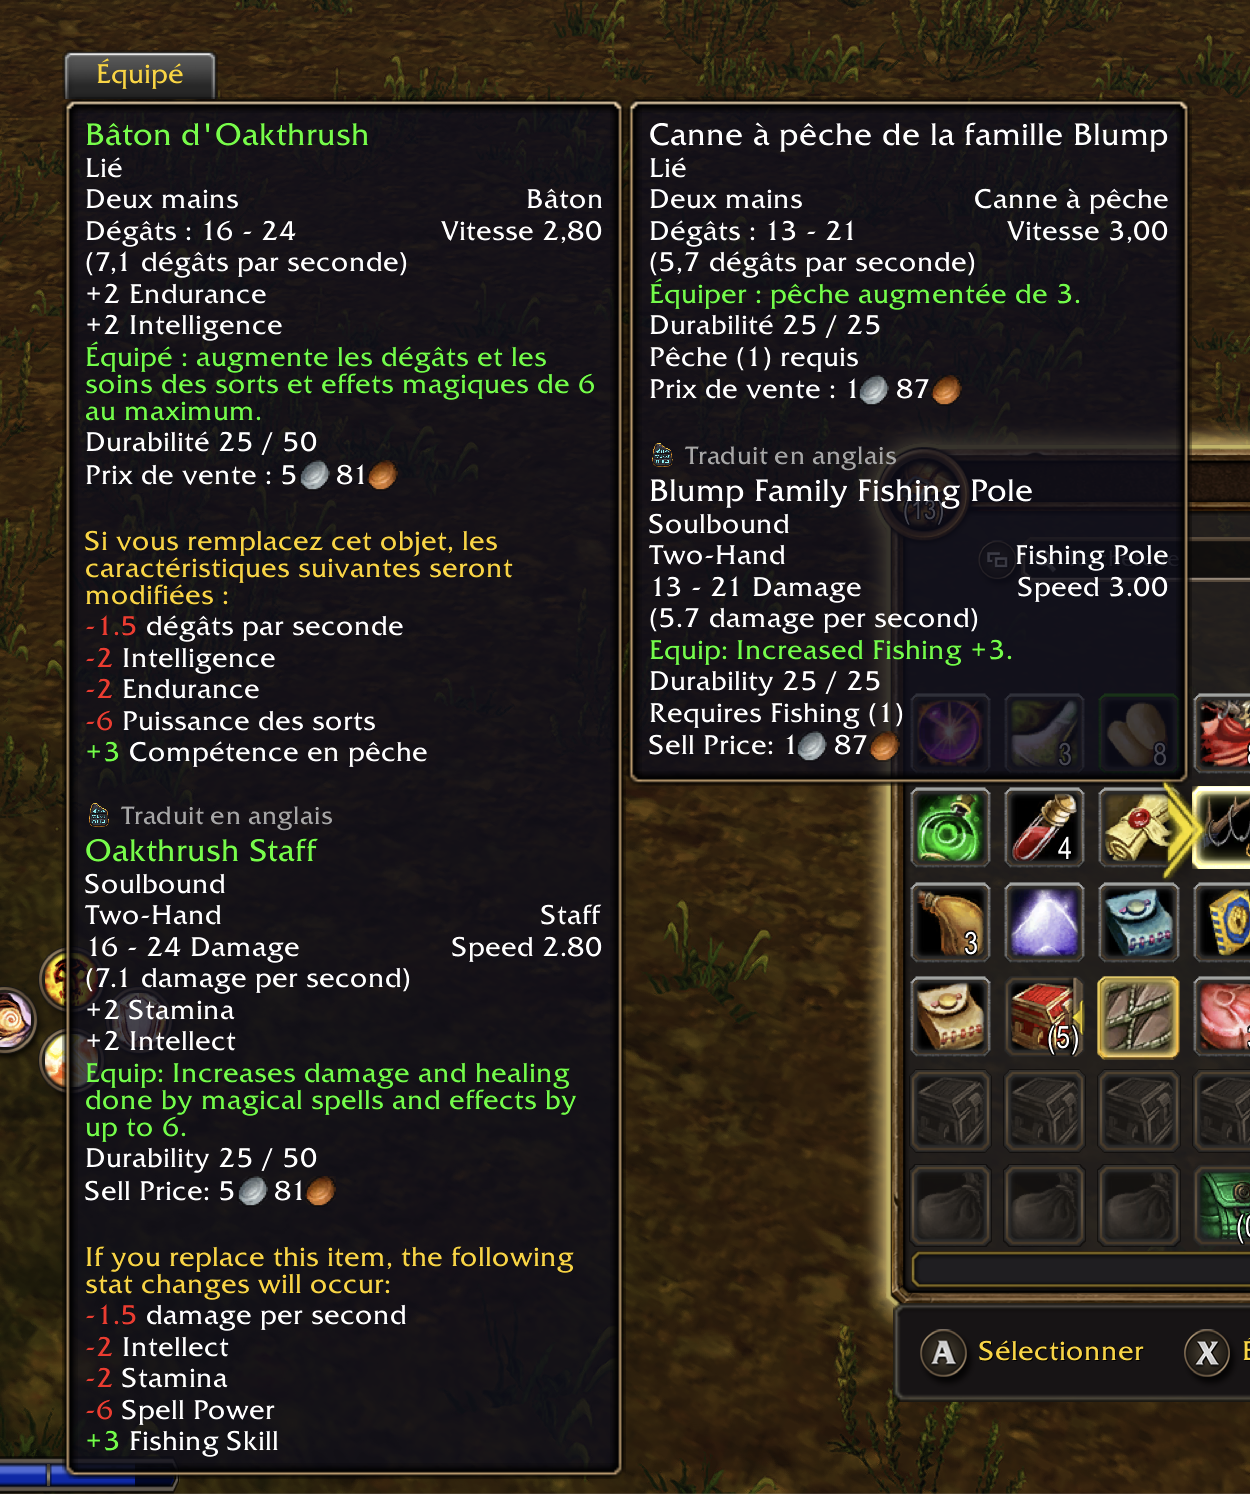 Équipé
Bâton d'Oakthrush
Lié
Deux mains Bâton
Dégâts : 16 - 24 Vitesse 2,80
(7,1 dégâts par seconde)
+2 Endurance
+2 Intelligence
Équipé : augmente les dégâts et les
soins des sorts et effets magiques de 6
au maximum.
Durabilité 25 / 50
Prix de vente : 5 81
Si vous remplacez cet objet, les
caractéristiques suivantes seront
modifiées :
-1.5 dégâts par seconde
-2 Intelligence
-2 Endurance
-6 Puissance des sorts
+3 Compétence en pêche
Traduit en anglais
Oakthrush Staff
Soulbound
Two-Hand Staff
16 - 24 Damage Speed 2.80
(7.1 damage per second)
+2 Stamina
+2 Intellect
Equip: Increases damage and healing
done by magical spells and effects by
up to 6.
Durability 25 / 50
Sell Price: 5 81
If you replace this item, the following
stat changes will occur:
-1.5 damage per second
-2 Intellect
-2 Stamina
-6 Spell Power
+3 Fishing Skill
Canne à pêche de la famille Blump
Lié
Deux mains Canne à pêche
Dégâts : 13 - 21 Vitesse 3,00
(5,7 dégâts par seconde)
Équiper : pêche augmentée de 3.
Durabilité 25 / 25
Pêche (1) requis
Prix de vente : 1 87
Traduit en anglais
Blump Family Fishing Pole
Soulbound
Two-Hand Fishing Pole
13 - 21 Damage Speed 3.00
(5.7 damage per second)
Equip: Increased Fishing +3.
Durability 25 / 25
Requires Fishing (1)
Sell Price: 1 87
(13)
3 8
4
3
(5)
A Sélectionner X